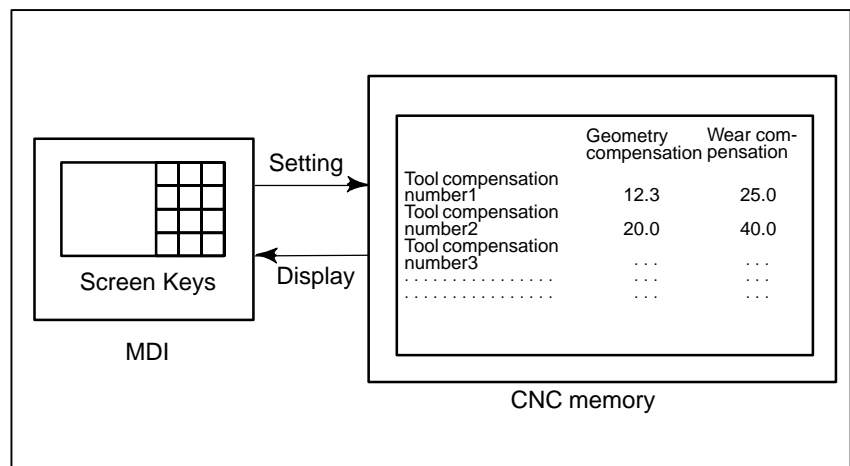 Geometry Wear com-
compensation pensation
Setting
Tool compensation
number1 12.3 25.0
Tool compensation
number2 20.0 40.0
Tool compensation
number3 . . . . . .
. . . . . . . . . . . . . . . . . . . . . .
. . . . . . . . . . . . . . . . . . . . . .
Display
Screen Keys
MDI
CNC memory